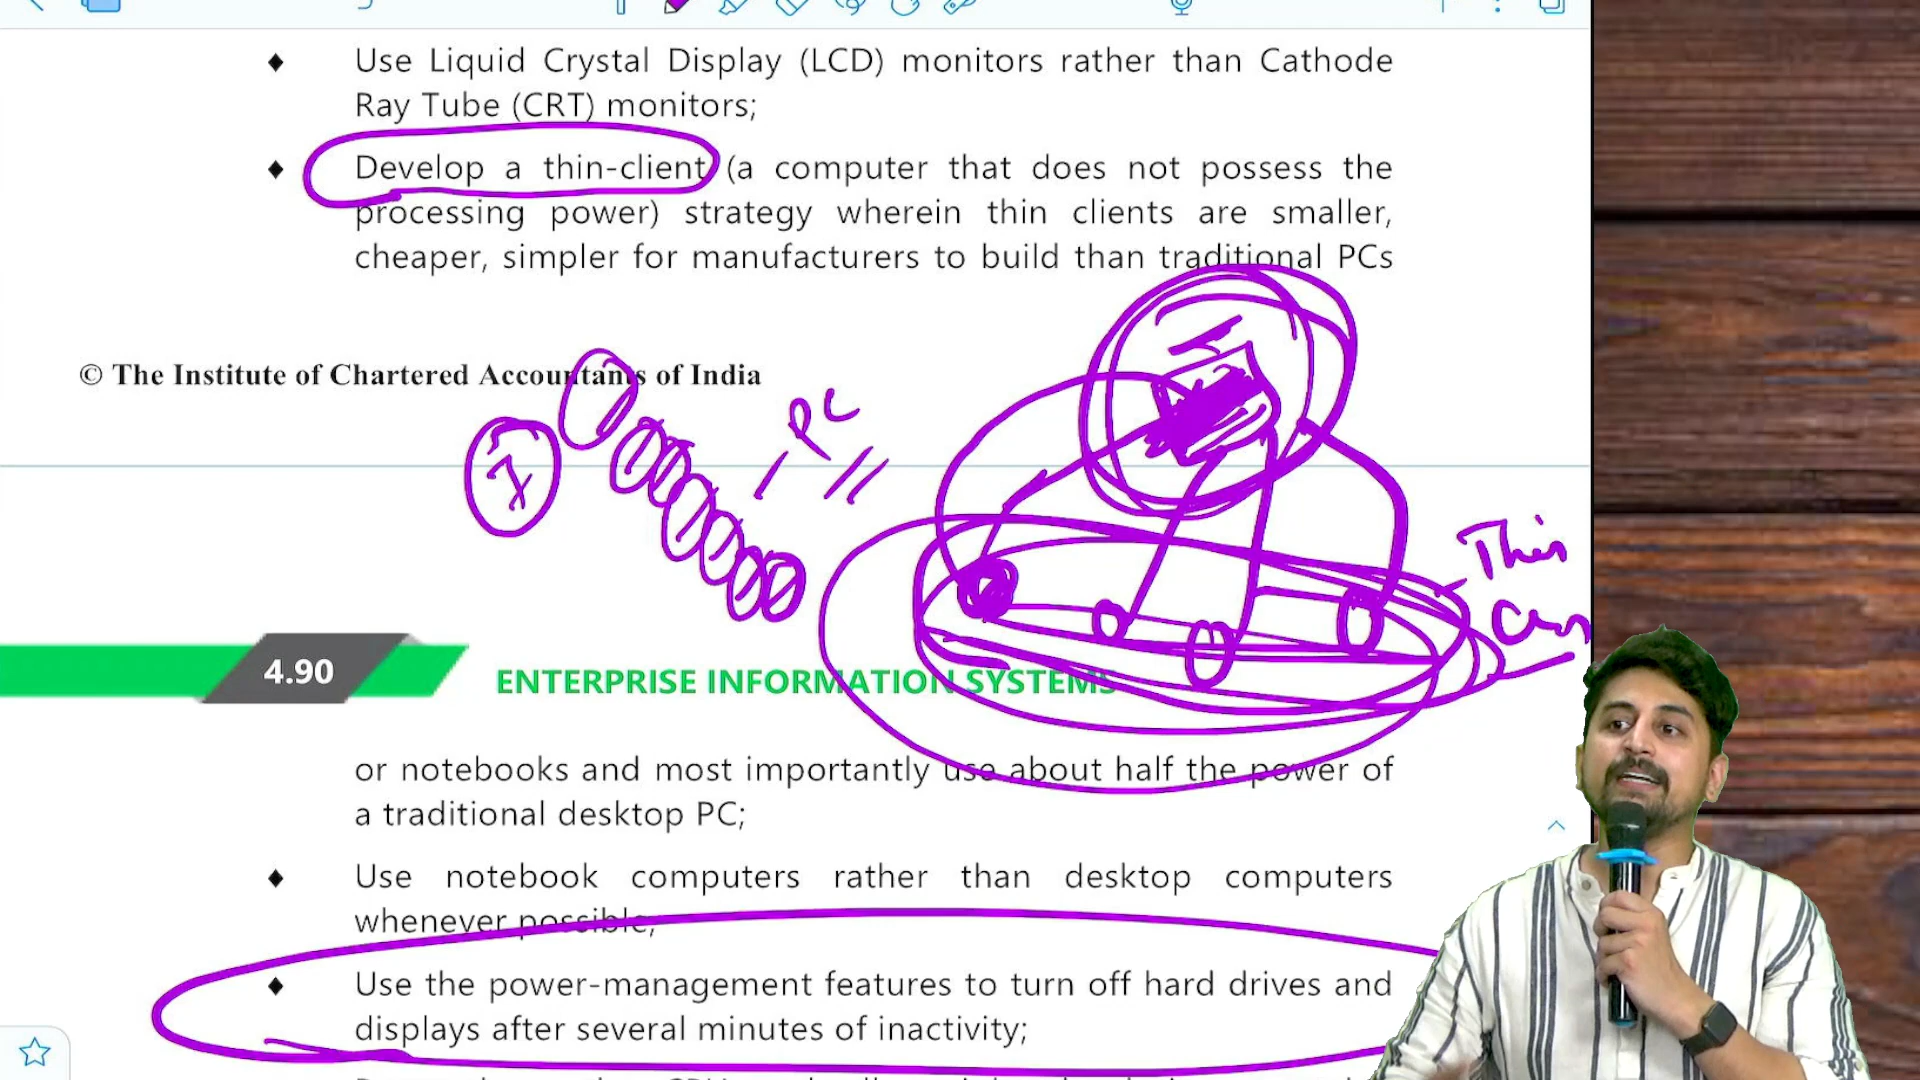 ♦ Use Liquid Crystal Display (LCD) monitors rather than Cathode
Ray Tube (CRT) monitors;
♦ Develop a thin-client (a computer that does not possess the
processing power) strategy wherein thin clients are smaller,
cheaper, simpler for manufacturers to build than traditional PCs
© The Institute of Chartered Accountants of India
PC
Thin
4.90 ENTERPRISE INFORMATION SYSTEMS
or notebooks and most importantly use about half the power of
a traditional desktop PC;
♦ Use notebook computers rather than desktop computers
whenever possible;
♦ Use the power-management features to turn off hard drives and
displays after several minutes of inactivity;